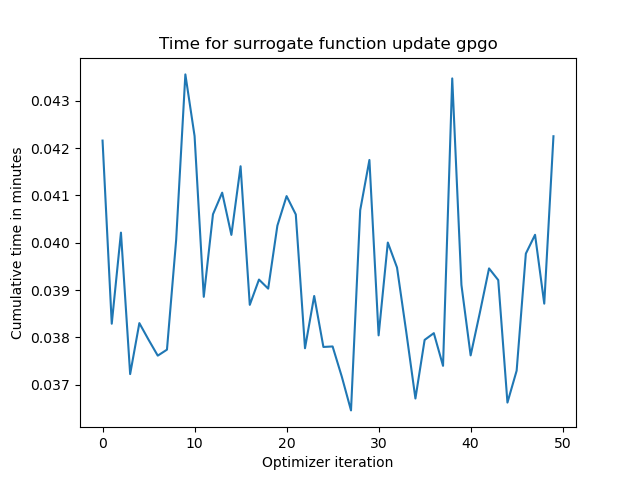 Time for surrogate function update gpgo
0.043
0.042
0.041
0.040
0.039
0.038
0.037
Cumulative time in minutes
0 10 20 30 40 50
Optimizer iteration